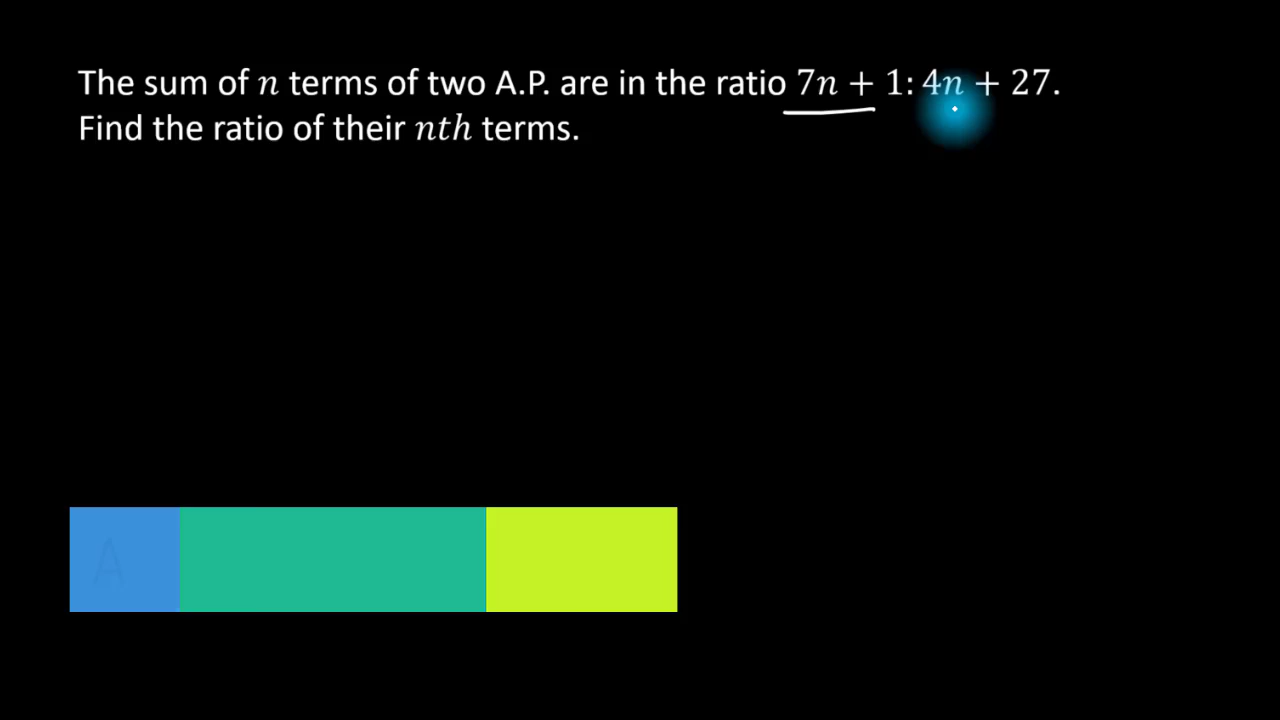 The sum of n terms of two A.P. are in the ratio 7n + 1: 4n + 27.
Find the ratio of their nth terms.
A